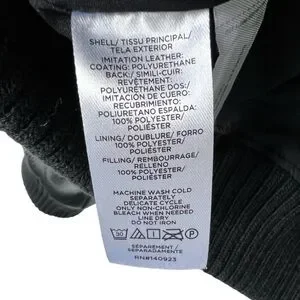 SHELL/ TISSU PRINCIPAL/
TELA EXTERIOR
IMITATION LEATHER:
COATING: POLYURETHANE
BACK:/ SIMILI-CUIR:
REVÊTEMENT:
POLYURÉTHANE DOS:/
IMITACIÓN DE CUERO:
RECUBRIMIENTO:
POLIURETANO ESPALDA:
100% POLYESTER/
POLIÉSTER
LINING/ DOUBLURE/ FORRO
100% POLYESTER/
POLIÉSTER
FILLING/ REMBOURRAGE/
RELLENO
100% POLYESTER/
POLIÉSTER
MACHINE WASH COLD
SEPARATELY
DELICATE CYCLE
ONLY NON-CHLORINE
BLEACH WHEN NEEDED
LINE DRY
DO NOT IRON
30
SÉPARÉMENT/
SEPARADAMENTE
RN#140923